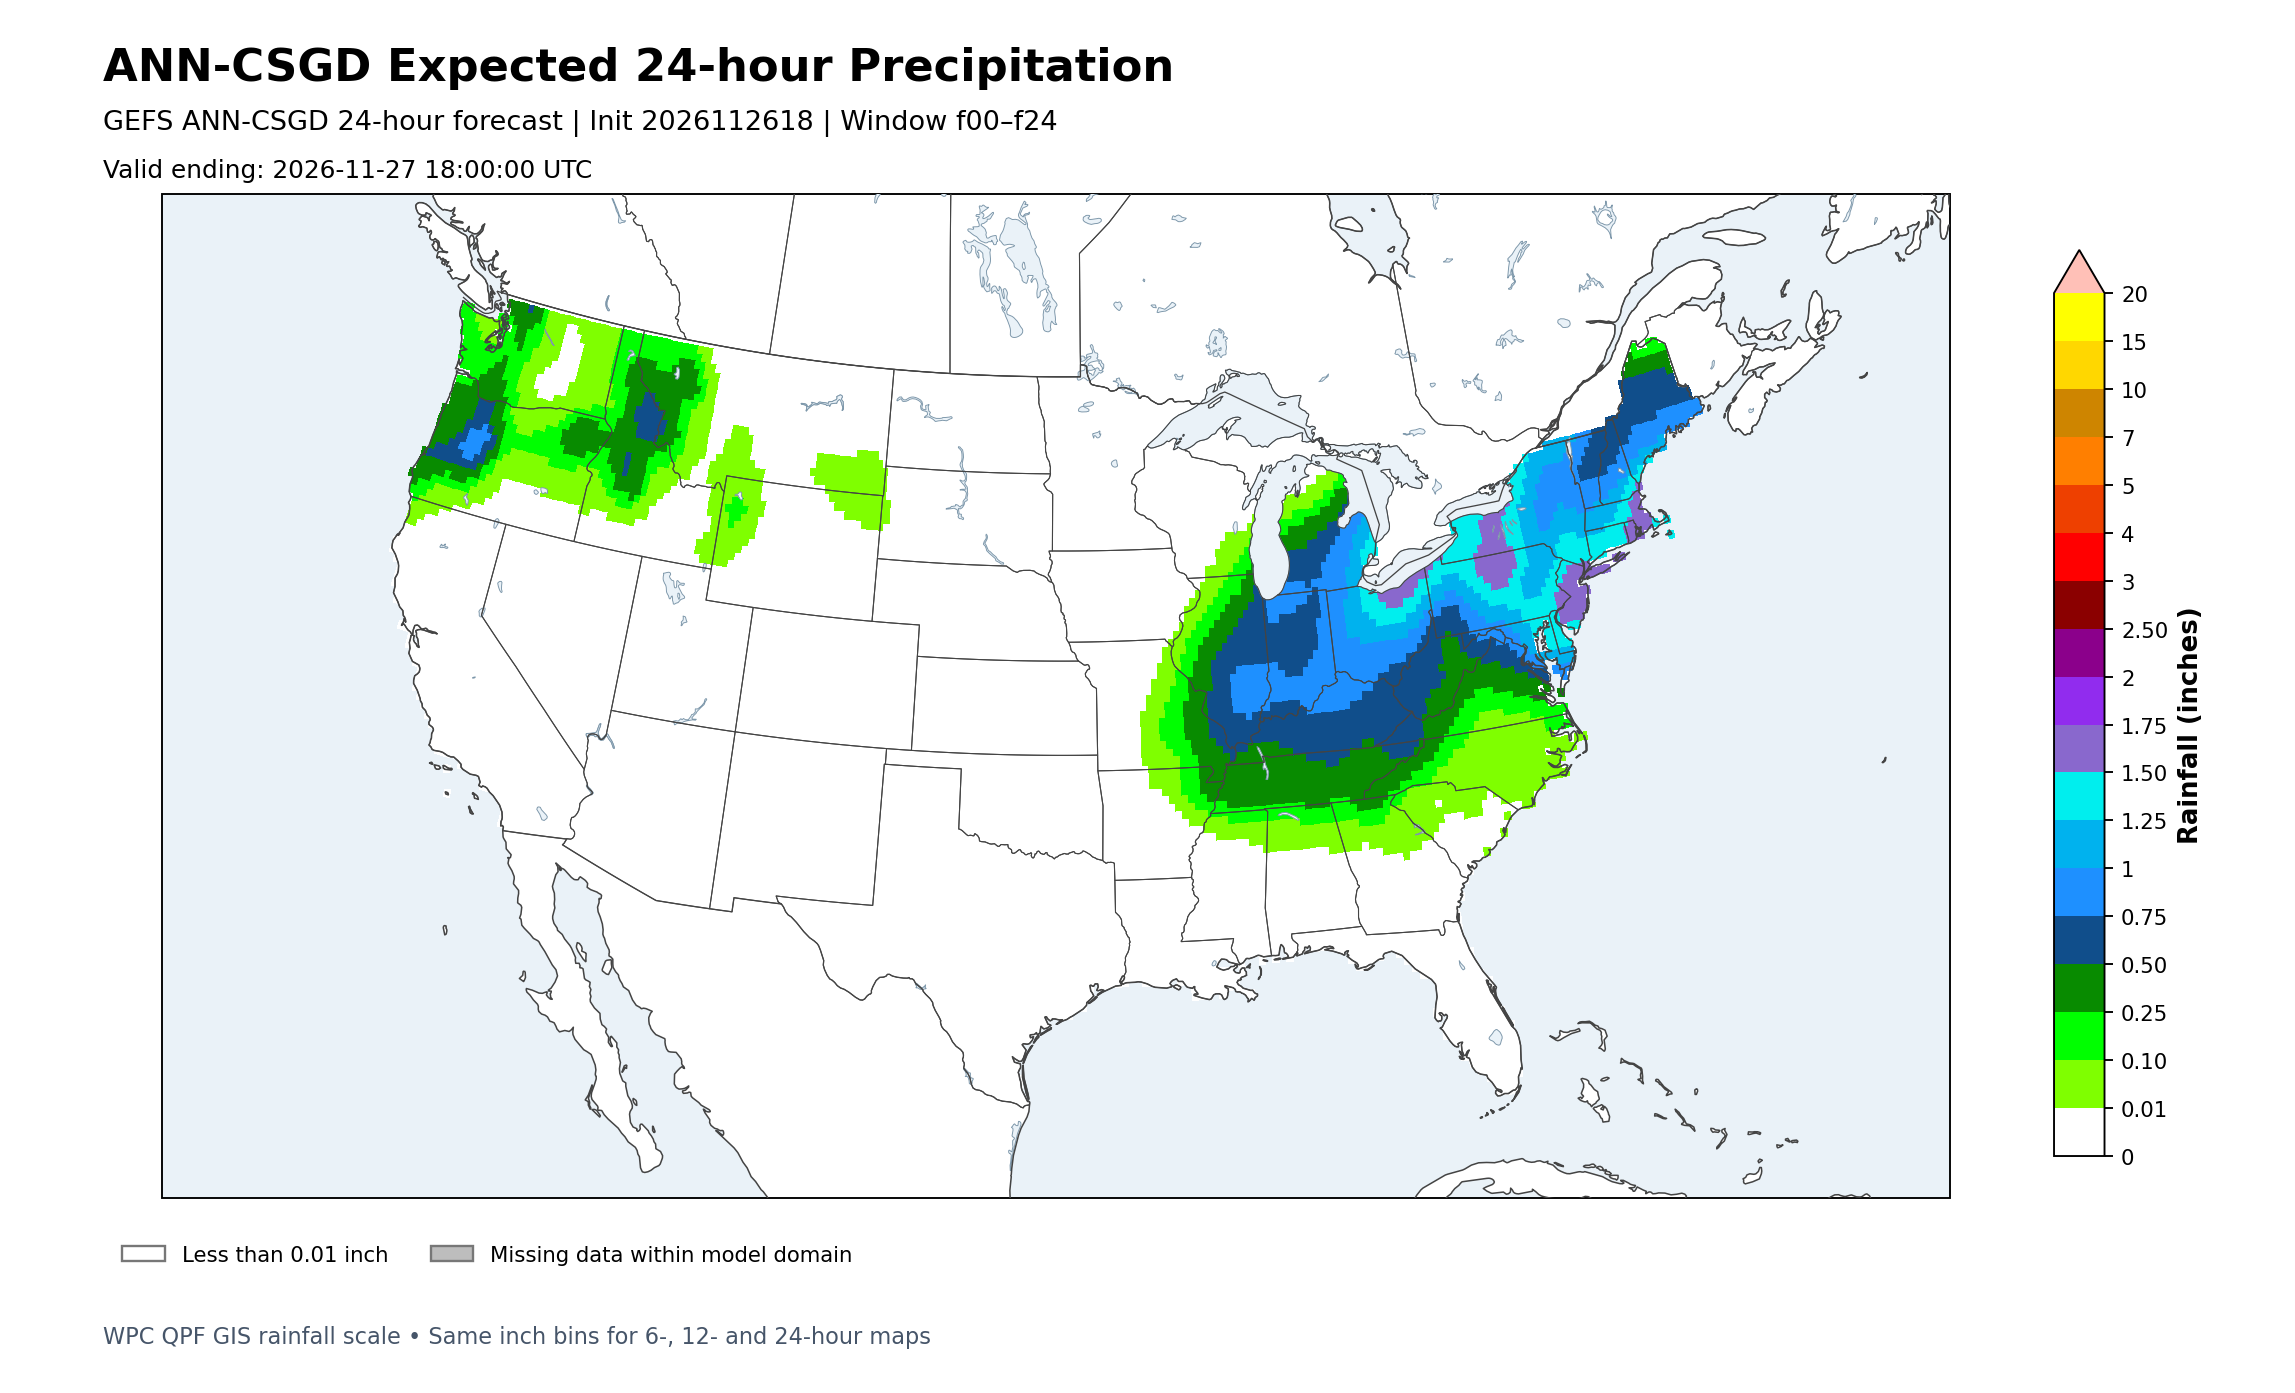 ANN-CSGD Expected 24-hour Precipitation
GEFS ANN-CSGD 24-hour forecast | Init 2026112618 | Window f00–f24
Valid ending: 2026-11-27 18:00:00 UTC
20
15
10
7
5
4
3
2.50
2
1.75
1.50
1.25
1
0.75
0.50
0.25
0.10
0.01
0
Rainfall (inches)
Less than 0.01 inch
Missing data within model domain
WPC QPF GIS rainfall scale • Same inch bins for 6-, 12- and 24-hour maps